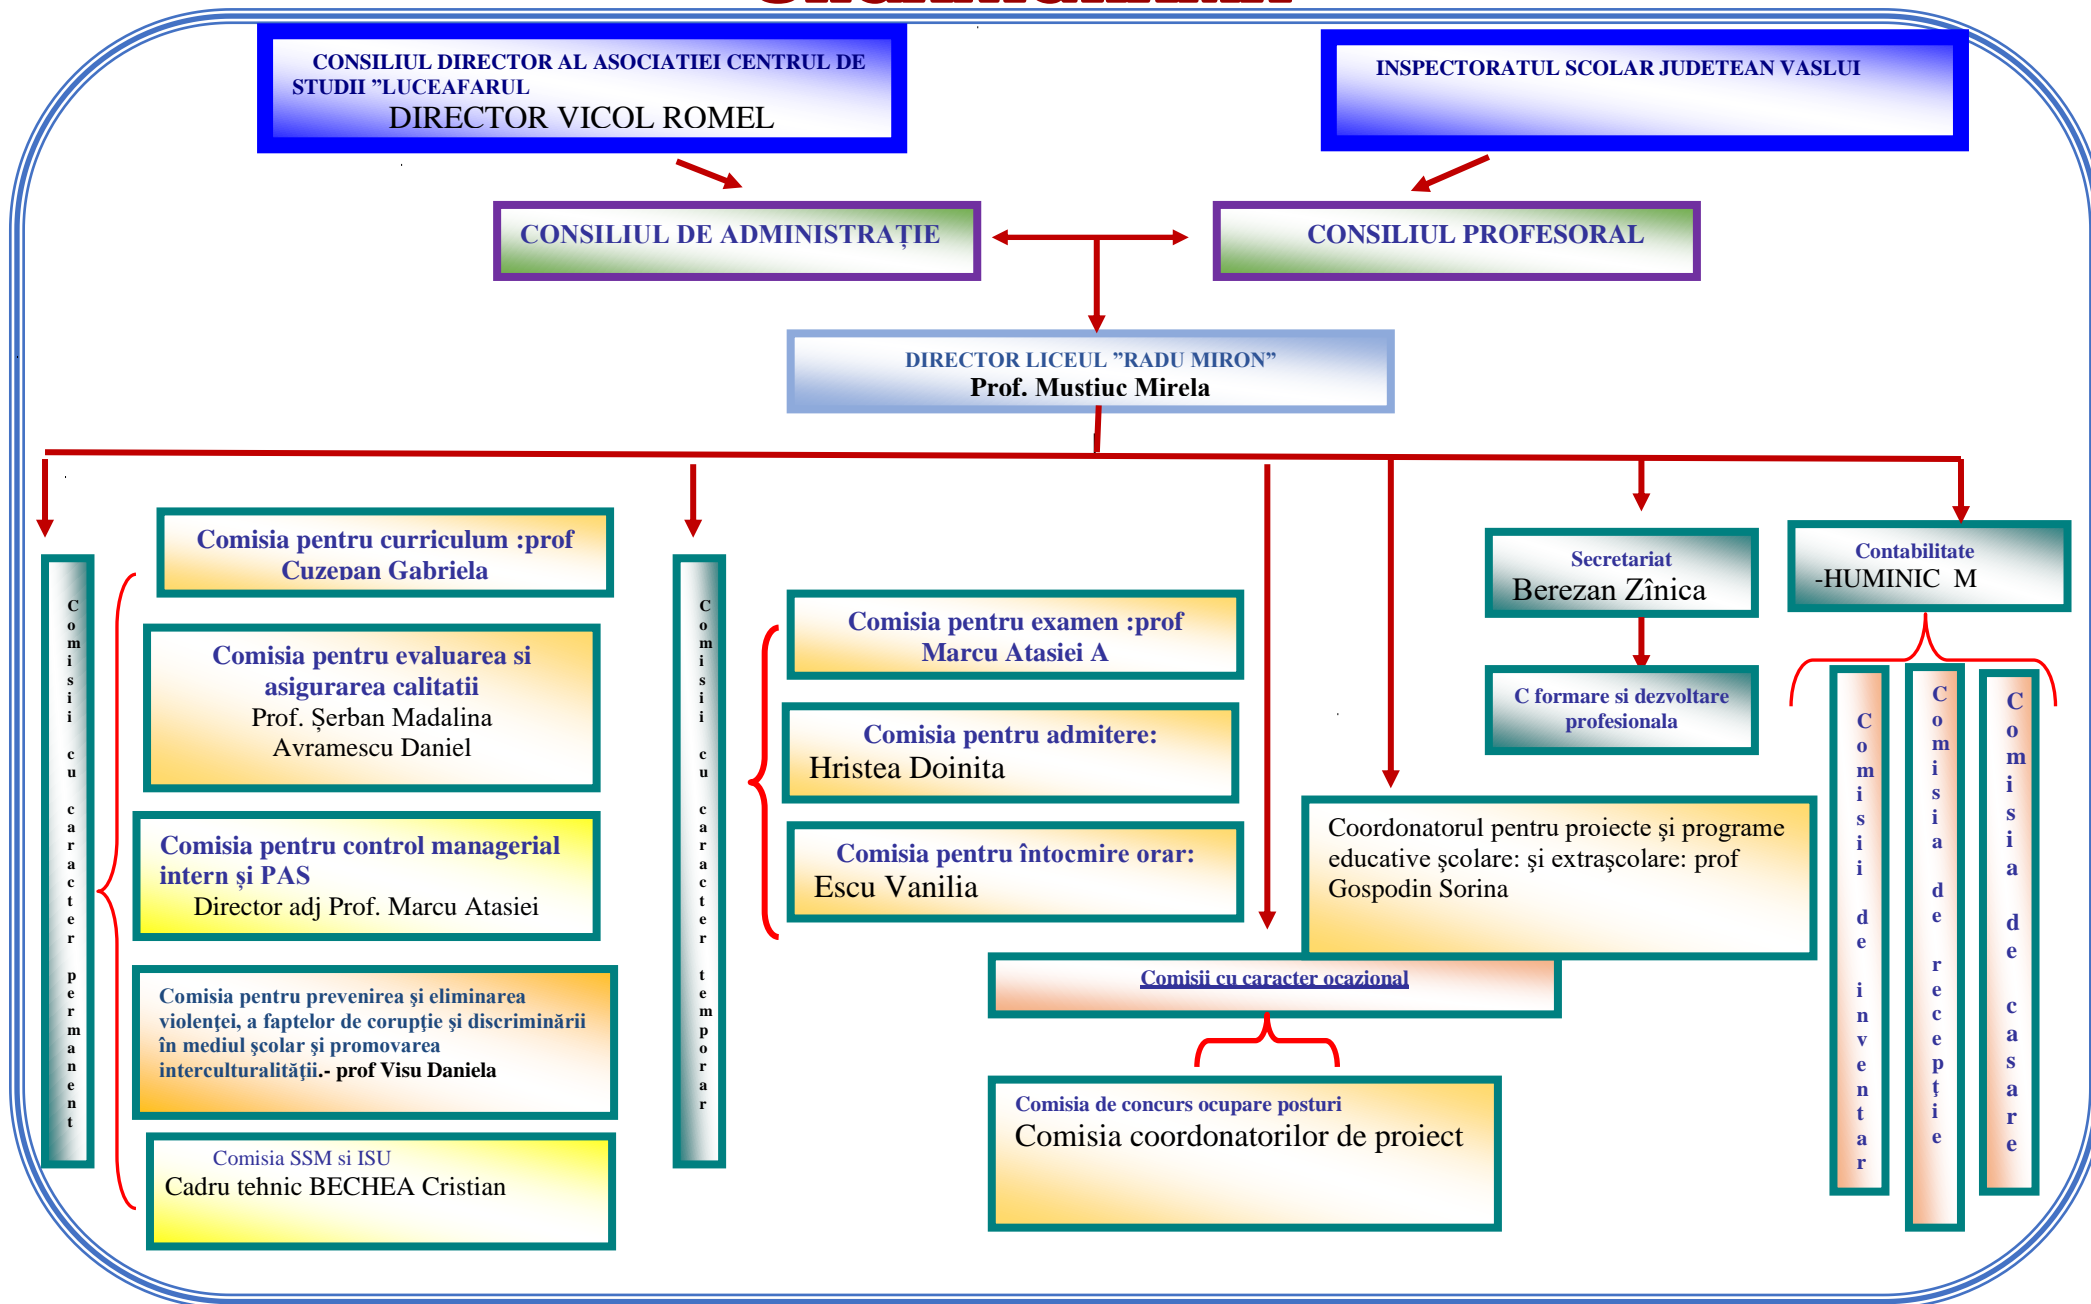 CONSILIUL DIRECTOR AL ASOCIATIEI CENTRUL DE
STUDII ”LUCEAFARUL
DIRECTOR VICOL ROMEL
INSPECTORATUL SCOLAR JUDETEAN VASLUI
CONSILIUL DE ADMINISTRAȚIE
CONSILIUL PROFESORAL
DIRECTOR LICEUL ”RADU MIRON”
Prof. Mustiuc Mirela
Comisii cu caracter permanent
Comisia pentru curriculum :prof
Cuzepan Gabriela
Comisia pentru evaluarea si
asigurarea calitatii
Prof. Șerban Madalina
Avramescu Daniel
Comisia pentru control managerial
intern și PAS
Director adj Prof. Marcu Atasiei
Comisia pentru prevenirea şi eliminarea
violenţei, a faptelor de corupţie şi discriminării
în mediul şcolar şi promovarea
interculturalităţii.- prof Visu Daniela
Comisia SSM si ISU
Cadru tehnic BECHEA Cristian
Comisii cu caracter temporar
Comisia pentru examen :prof
Marcu Atasiei A
Comisia pentru admitere:
Hristea Doinita
Comisia pentru întocmire orar:
Escu Vanilia
Comisii cu caracter ocazional
Comisia de concurs ocupare posturi
Comisia coordonatorilor de proiect
Coordonatorul pentru proiecte şi programe
educative şcolare: şi extraşcolare: prof
Gospodin Sorina
Secretariat
Berezan Zînica
C formare si dezvoltare
profesionala
Contabilitate
-HUMINIC M
Comisii de inventar
Comisia de recepţie
Comisia de casare